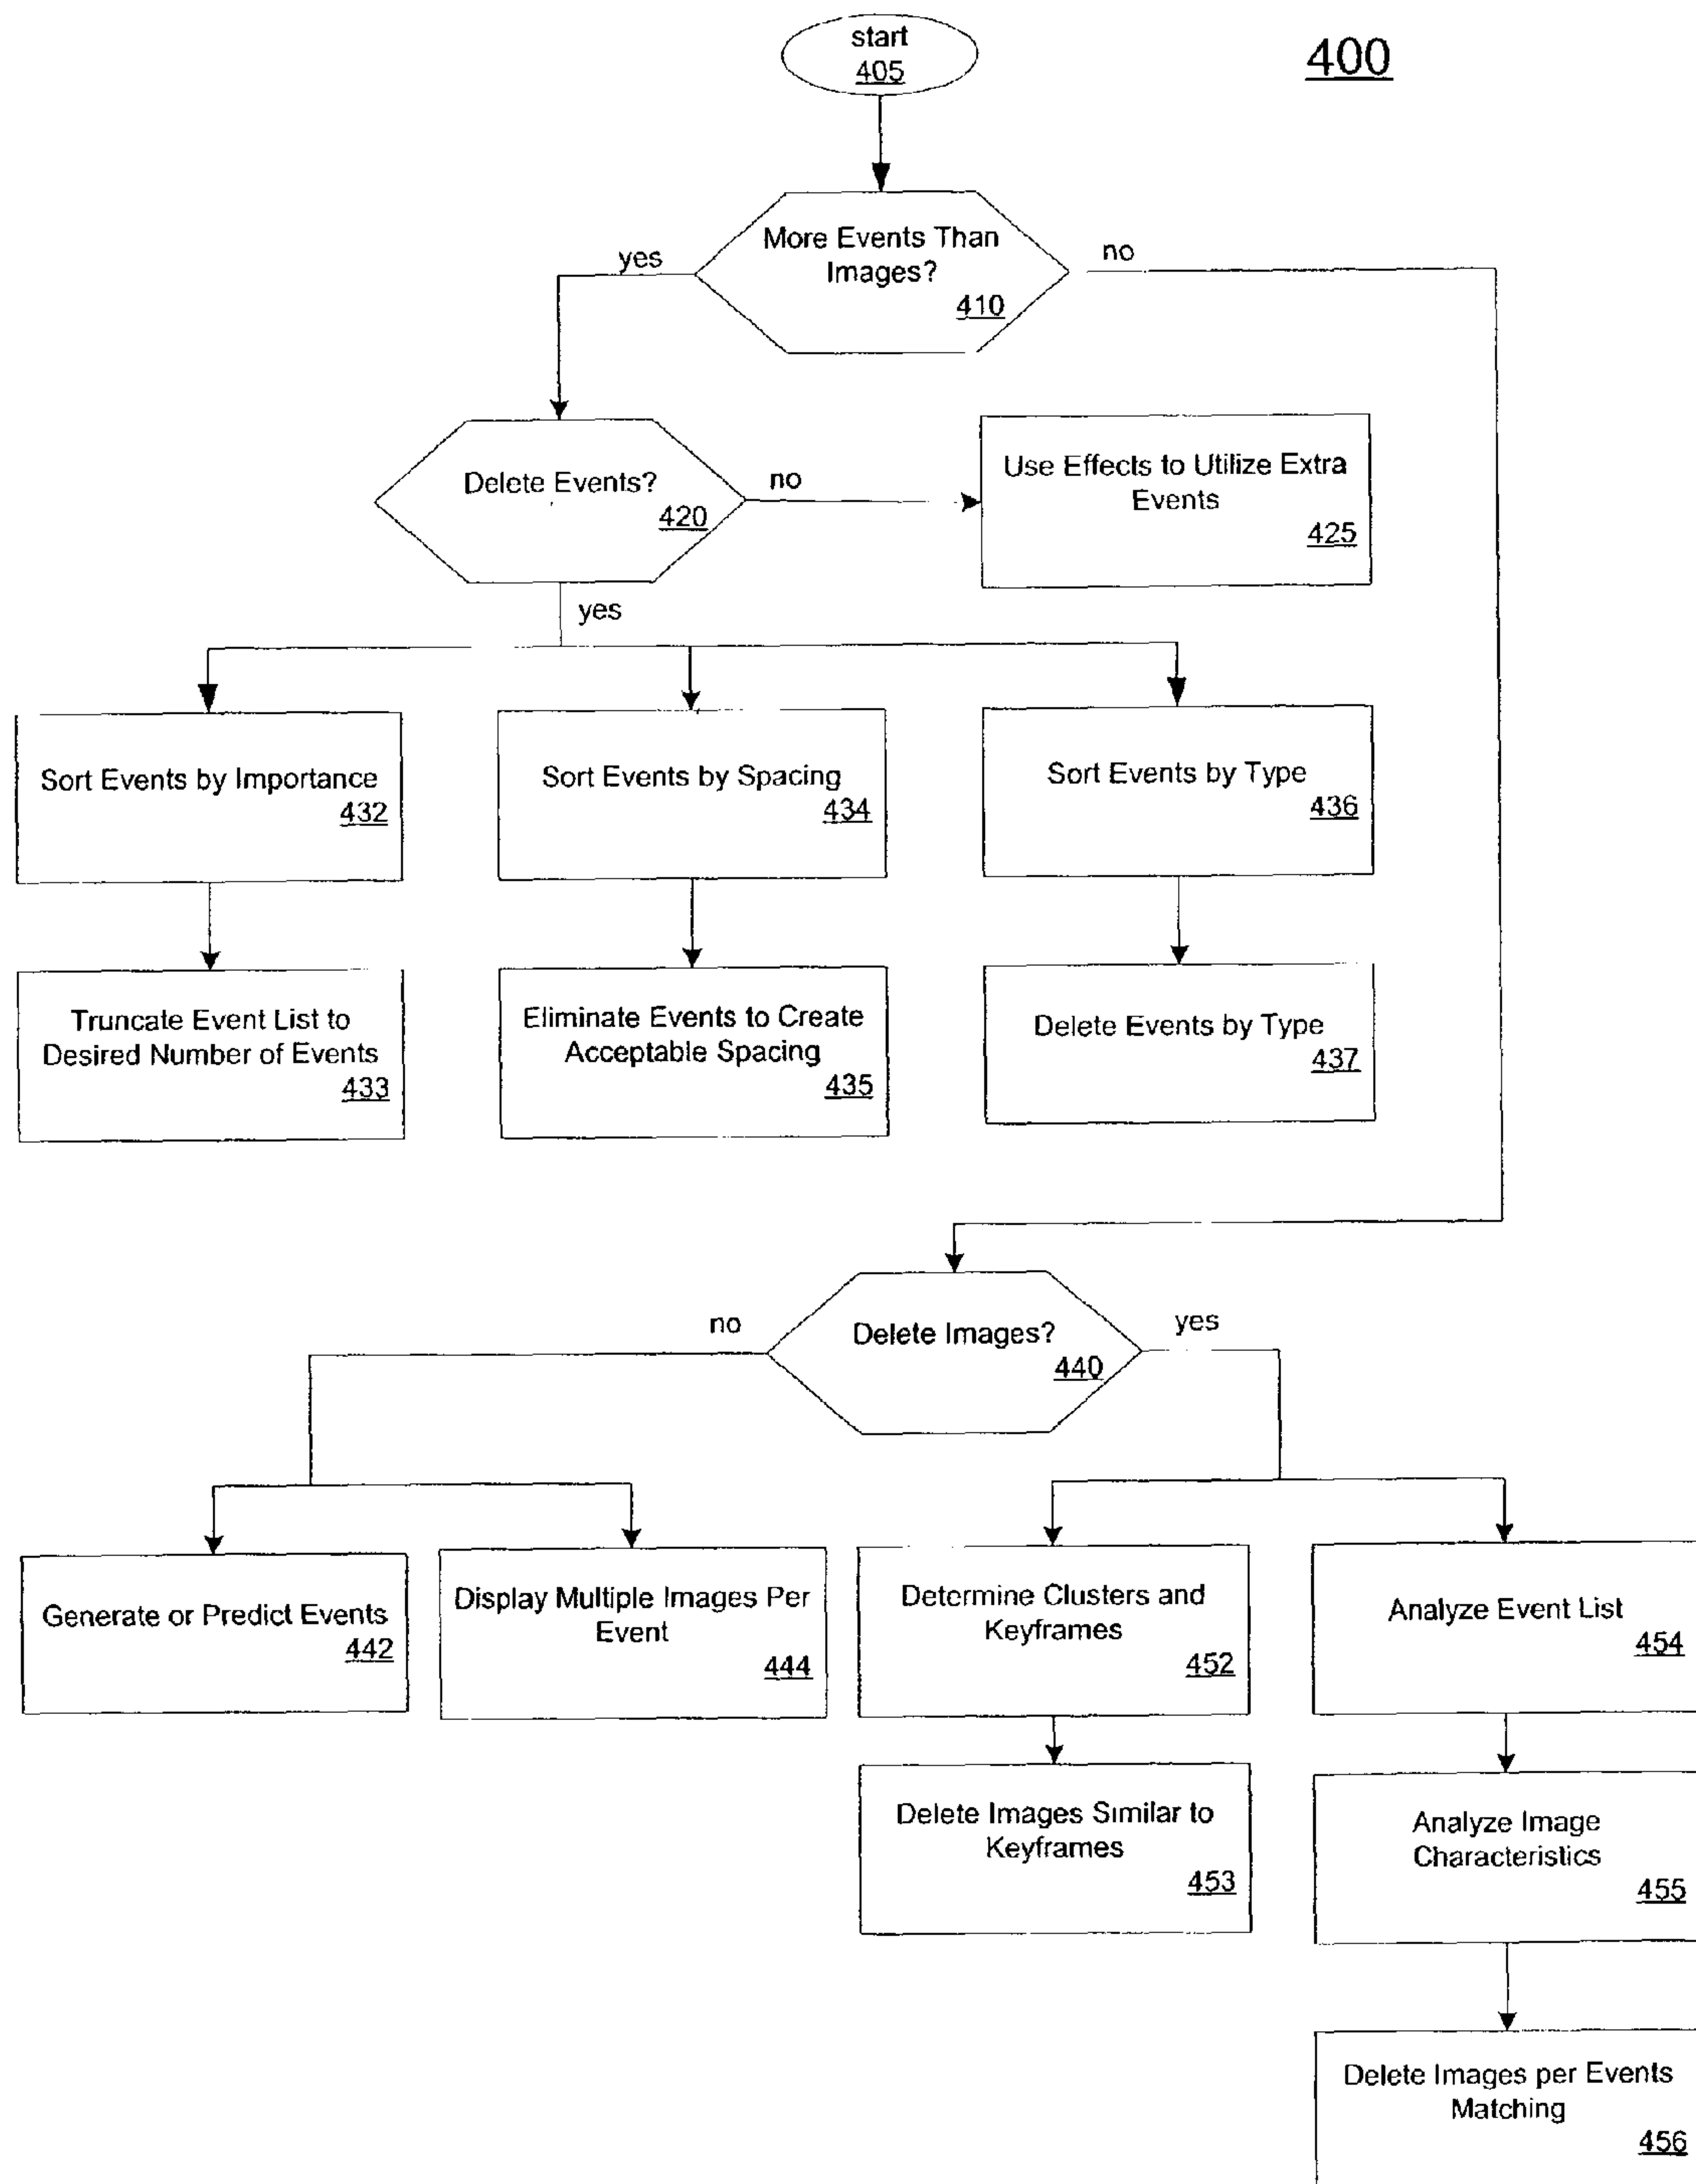 start
405
400
More Events Than
Images?
410
yes
no
Delete Events?
420
no
Use Effects to Utilize Extra
Events
425
yes
Sort Events by Importance
432
Sort Events by Spacing
434
Sort Events by Type
436
Truncate Event List to
Desired Number of Events
433
Eliminate Events to Create
Acceptable Spacing
435
Delete Events by Type
437
no
Delete Images?
440
yes
Generate or Predict Events
442
Display Multiple Images Per
Event
444
Determine Clusters and
Keyframes
452
Analyze Event List
454
Delete Images Similar to
Keyframes
453
Analyze Image
Characteristics
455
Delete Images per Events
Matching
456